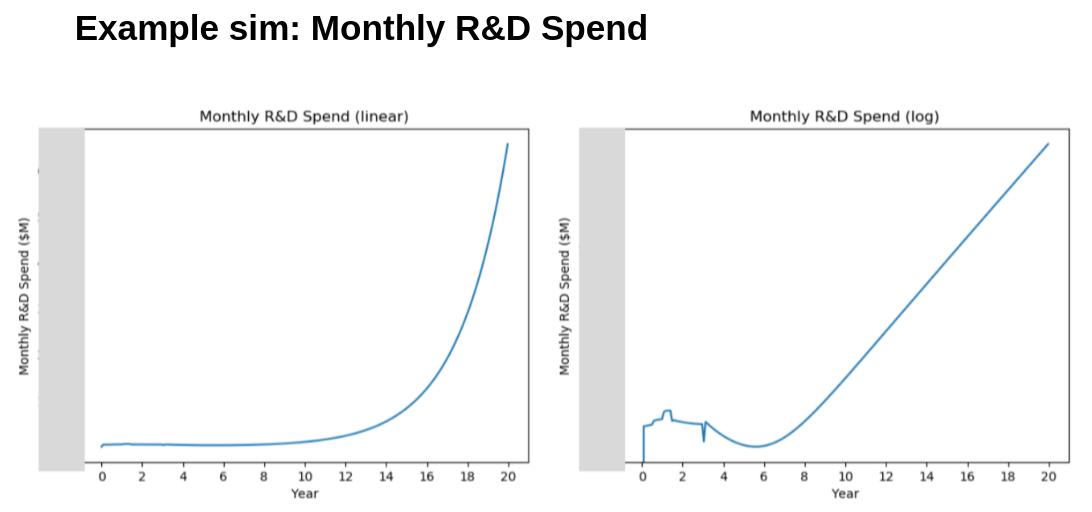 Example sim: Monthly R&D Spend
Monthly R&D Spend (linear)
Monthly R&D Spend ($M)
0 2 4 6 8 10 12 14 16 18 20
Year
Monthly R&D Spend (log)
Monthly R&D Spend ($M)
0 2 4 6 8 10 12 14 16 18 20
Year